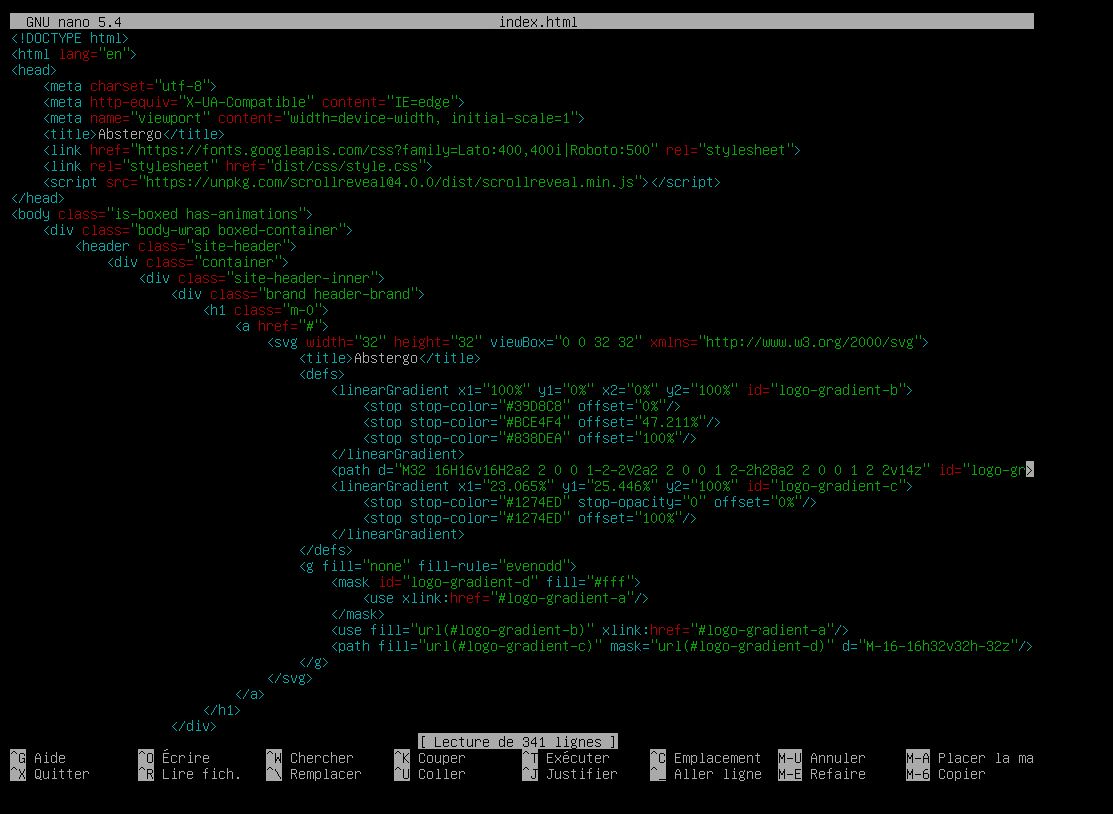 GNU nano 5.4 index.html
<!DOCTYPE html>
<html lang="en">
<head>
    <meta charset="utf-8">
    <meta http-equiv="X-UA-Compatible" content="IE=edge">
    <meta name="viewport" content="width=device-width, initial-scale=1">
    <title>Abstergo</title>
    <link href="https://fonts.googleapis.com/css?family=Lato:400,400i|Roboto:500" rel="stylesheet">
    <link rel="stylesheet" href="dist/css/style.css">
    <script src="https://unpkg.com/scrollreveal@4.0.0/dist/scrollreveal.min.js"></script>
</head>
<body class="is-boxed has-animations">
    <div class="body-wrap boxed-container">
        <header class="site-header">
            <div class="container">
                <div class="site-header-inner">
                    <div class="brand header-brand">
                        <h1 class="m-0">
                            <a href="#">
                                <svg width="32" height="32" viewBox="0 0 32 32" xmlns="http://www.w3.org/2000/svg">
                                    <title>Abstergo</title>
                                    <defs>
                                        <linearGradient x1="100%" y1="0%" x2="0%" y2="100%" id="logo-gradient-b">
                                            <stop stop-color="#39D8C8" offset="0%"/>
                                            <stop stop-color="#BCE4F4" offset="47.211%"/>
                                            <stop stop-color="#838DEA" offset="100%"/>
                                        </linearGradient>
                                        <path d="M32 16H16v16H2a2 2 0 0 1-2-2V2a2 2 0 0 1 2-2h28a2 2 0 0 1 2 2v14z" id="logo-gr>
                                        <linearGradient x1="23.065%" y1="25.446%" y2="100%" id="logo-gradient-c">
                                            <stop stop-color="#1274ED" stop-opacity="0" offset="0%"/>
                                            <stop stop-color="#1274ED" offset="100%"/>
                                        </linearGradient>
                                    </defs>
                                    <g fill="none" fill-rule="evenodd">
                                        <mask id="logo-gradient-d" fill="#fff">
                                            <use xlink:href="#logo-gradient-a"/>
                                        </mask>
                                        <use fill="url(#logo-gradient-b)" xlink:href="#logo-gradient-a"/>
                                        <path fill="url(#logo-gradient-c)" mask="url(#logo-gradient-d)" d="M-16-16h32v32h-32z"/>
                                    </g>
                                </svg>
                            </a>
                        </h1>
                    </div>
[ Lecture de 341 lignes ]
^G Aide ^O Écrire ^W Chercher ^K Couper ^T Exécuter ^C Emplacement M-U Annuler M-A Placer la ma
^X Quitter ^R Lire fich. ^\ Remplacer ^U Coller ^J Justifier ^_ Aller ligne M-E Refaire M-6 Copier